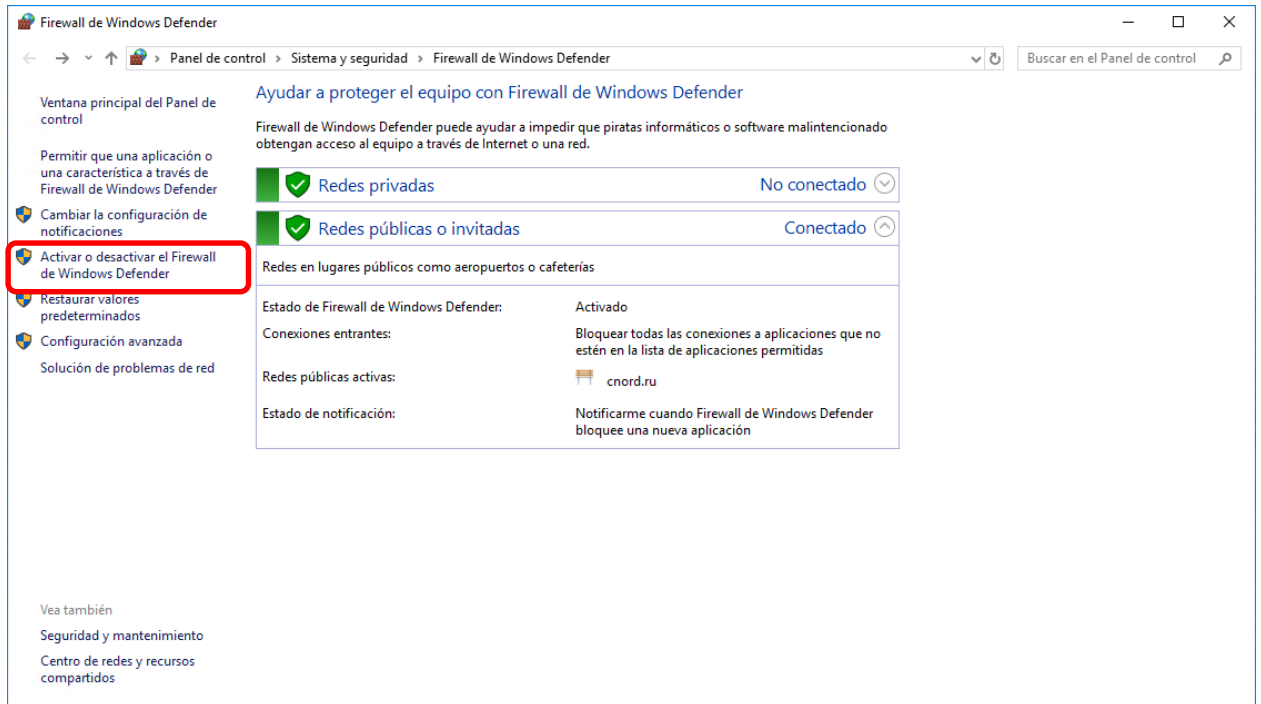 Firewall de Windows Defender
Panel de control › Sistema y seguridad › Firewall de Windows Defender
Buscar en el Panel de control
Ventana principal del Panel de
control
Permitir que una aplicación o
una característica a través de
Firewall de Windows Defender
Cambiar la configuración de
notificaciones
Activar o desactivar el Firewall
de Windows Defender
Restaurar valores
predeterminados
Configuración avanzada
Solución de problemas de red
Ayudar a proteger el equipo con Firewall de Windows Defender
Firewall de Windows Defender puede ayudar a impedir que piratas informáticos o software malintencionado
obtengan acceso al equipo a través de Internet o una red.
Redes privadas No conectado
Redes públicas o invitadas Conectado
Redes en lugares públicos como aeropuertos o cafeterías
Estado de Firewall de Windows Defender: Activado
Conexiones entrantes: Bloquear todas las conexiones a aplicaciones que no
estén en la lista de aplicaciones permitidas
Redes públicas activas: cnord.ru
Estado de notificación: Notificarme cuando Firewall de Windows Defender
bloquee una nueva aplicación
Vea también
Seguridad y mantenimiento
Centro de redes y recursos
compartidos